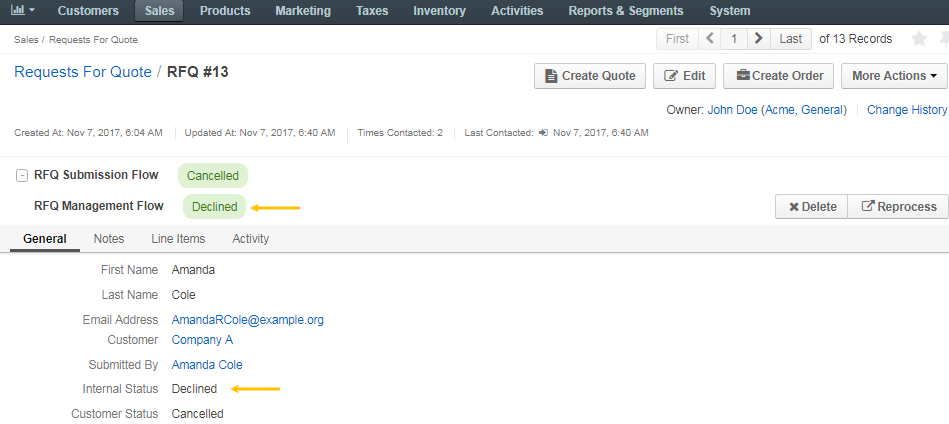 Customers Sales Products Marketing Taxes Inventory Activities Reports & Segments System
Sales / Requests For Quote First 1 Last of 13 Records
Requests For Quote / RFQ #13 Create Quote Edit Create Order More Actions
Owner: John Doe (Acme, General) Change History
Created At: Nov 7, 2017, 6:04 AM Updated At: Nov 7, 2017, 6:40 AM Times Contacted: 2 Last Contacted: Nov 7, 2017, 6:40 AM
RFQ Submission Flow Cancelled
RFQ Management Flow Declined Delete Reprocess
General Notes Line Items Activity
First Name Amanda
Last Name Cole
Email Address AmandaRCole@example.org
Customer Company A
Submitted By Amanda Cole
Internal Status Declined
Customer Status Cancelled